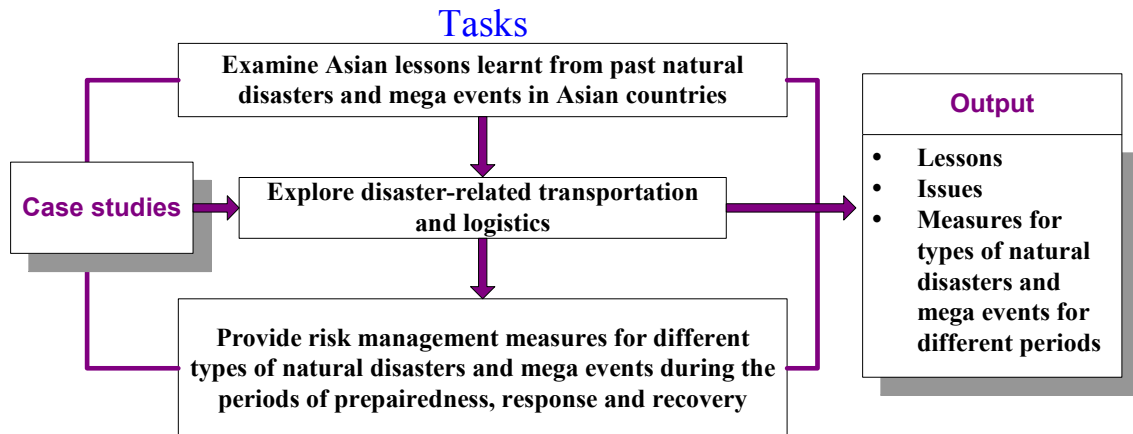 Tasks
Examine Asian lessons learnt from past natural
disasters and mega events in Asian countries
Case studies
Explore disaster-related transportation
and logistics
Provide risk management measures for different
types of natural disasters and mega events during the
periods of prepairedness, response and recovery
Output
• Lessons
• Issues
• Measures for
types of natural
disasters and
mega events for
different periods